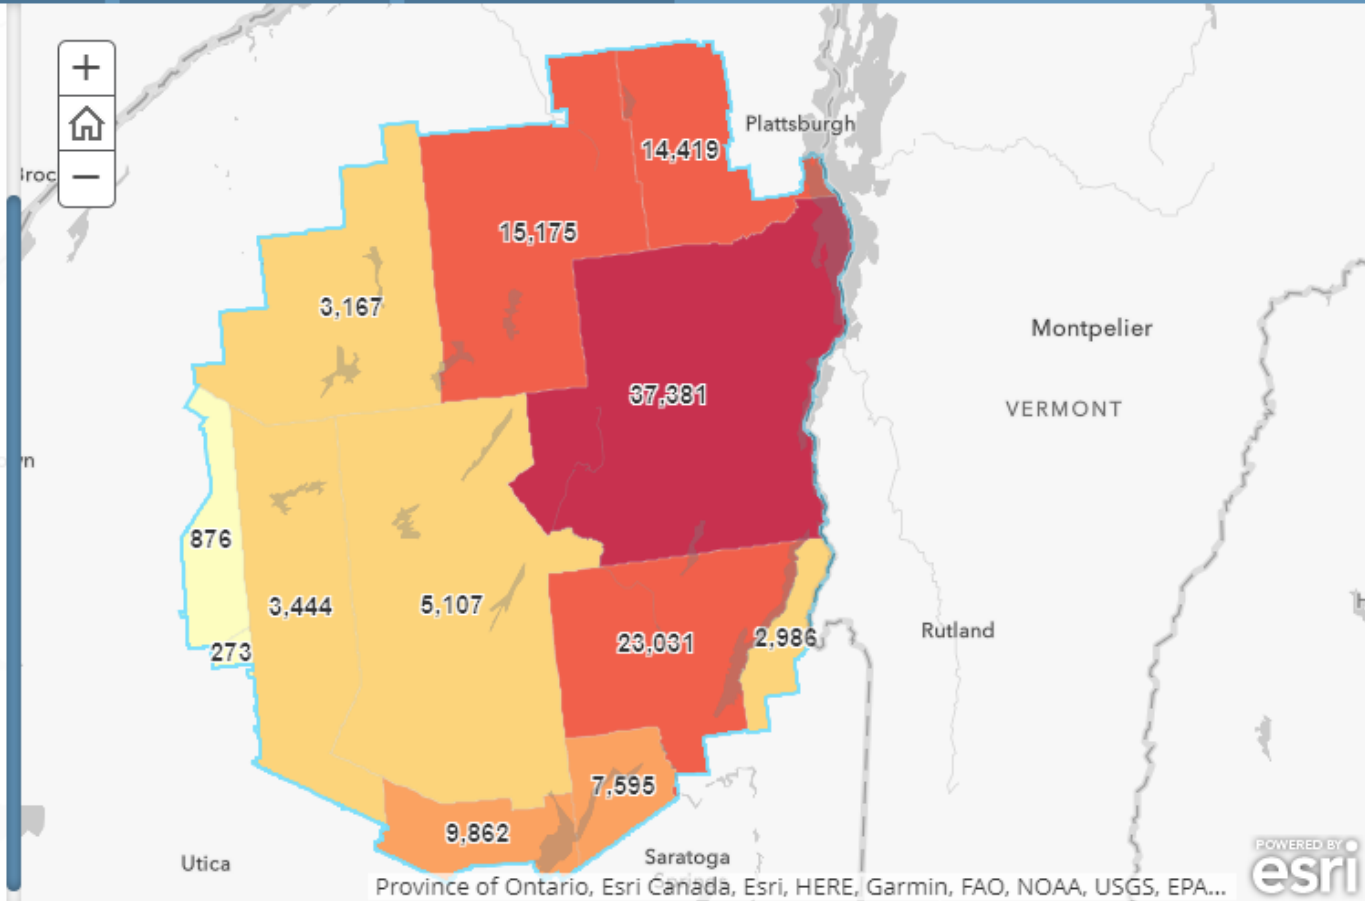 +
−
Plattsburgh
14,419
15,175
3,167
Montpelier
37,381
VERMONT
876
3,444
5,107
23,031
2,986
Rutland
273
7,595
9,862
Utica
Saratoga
Springs
POWERED BY
esri
Province of Ontario, Esri Canada, Esri, HERE, Garmin, FAO, NOAA, USGS, EPA...